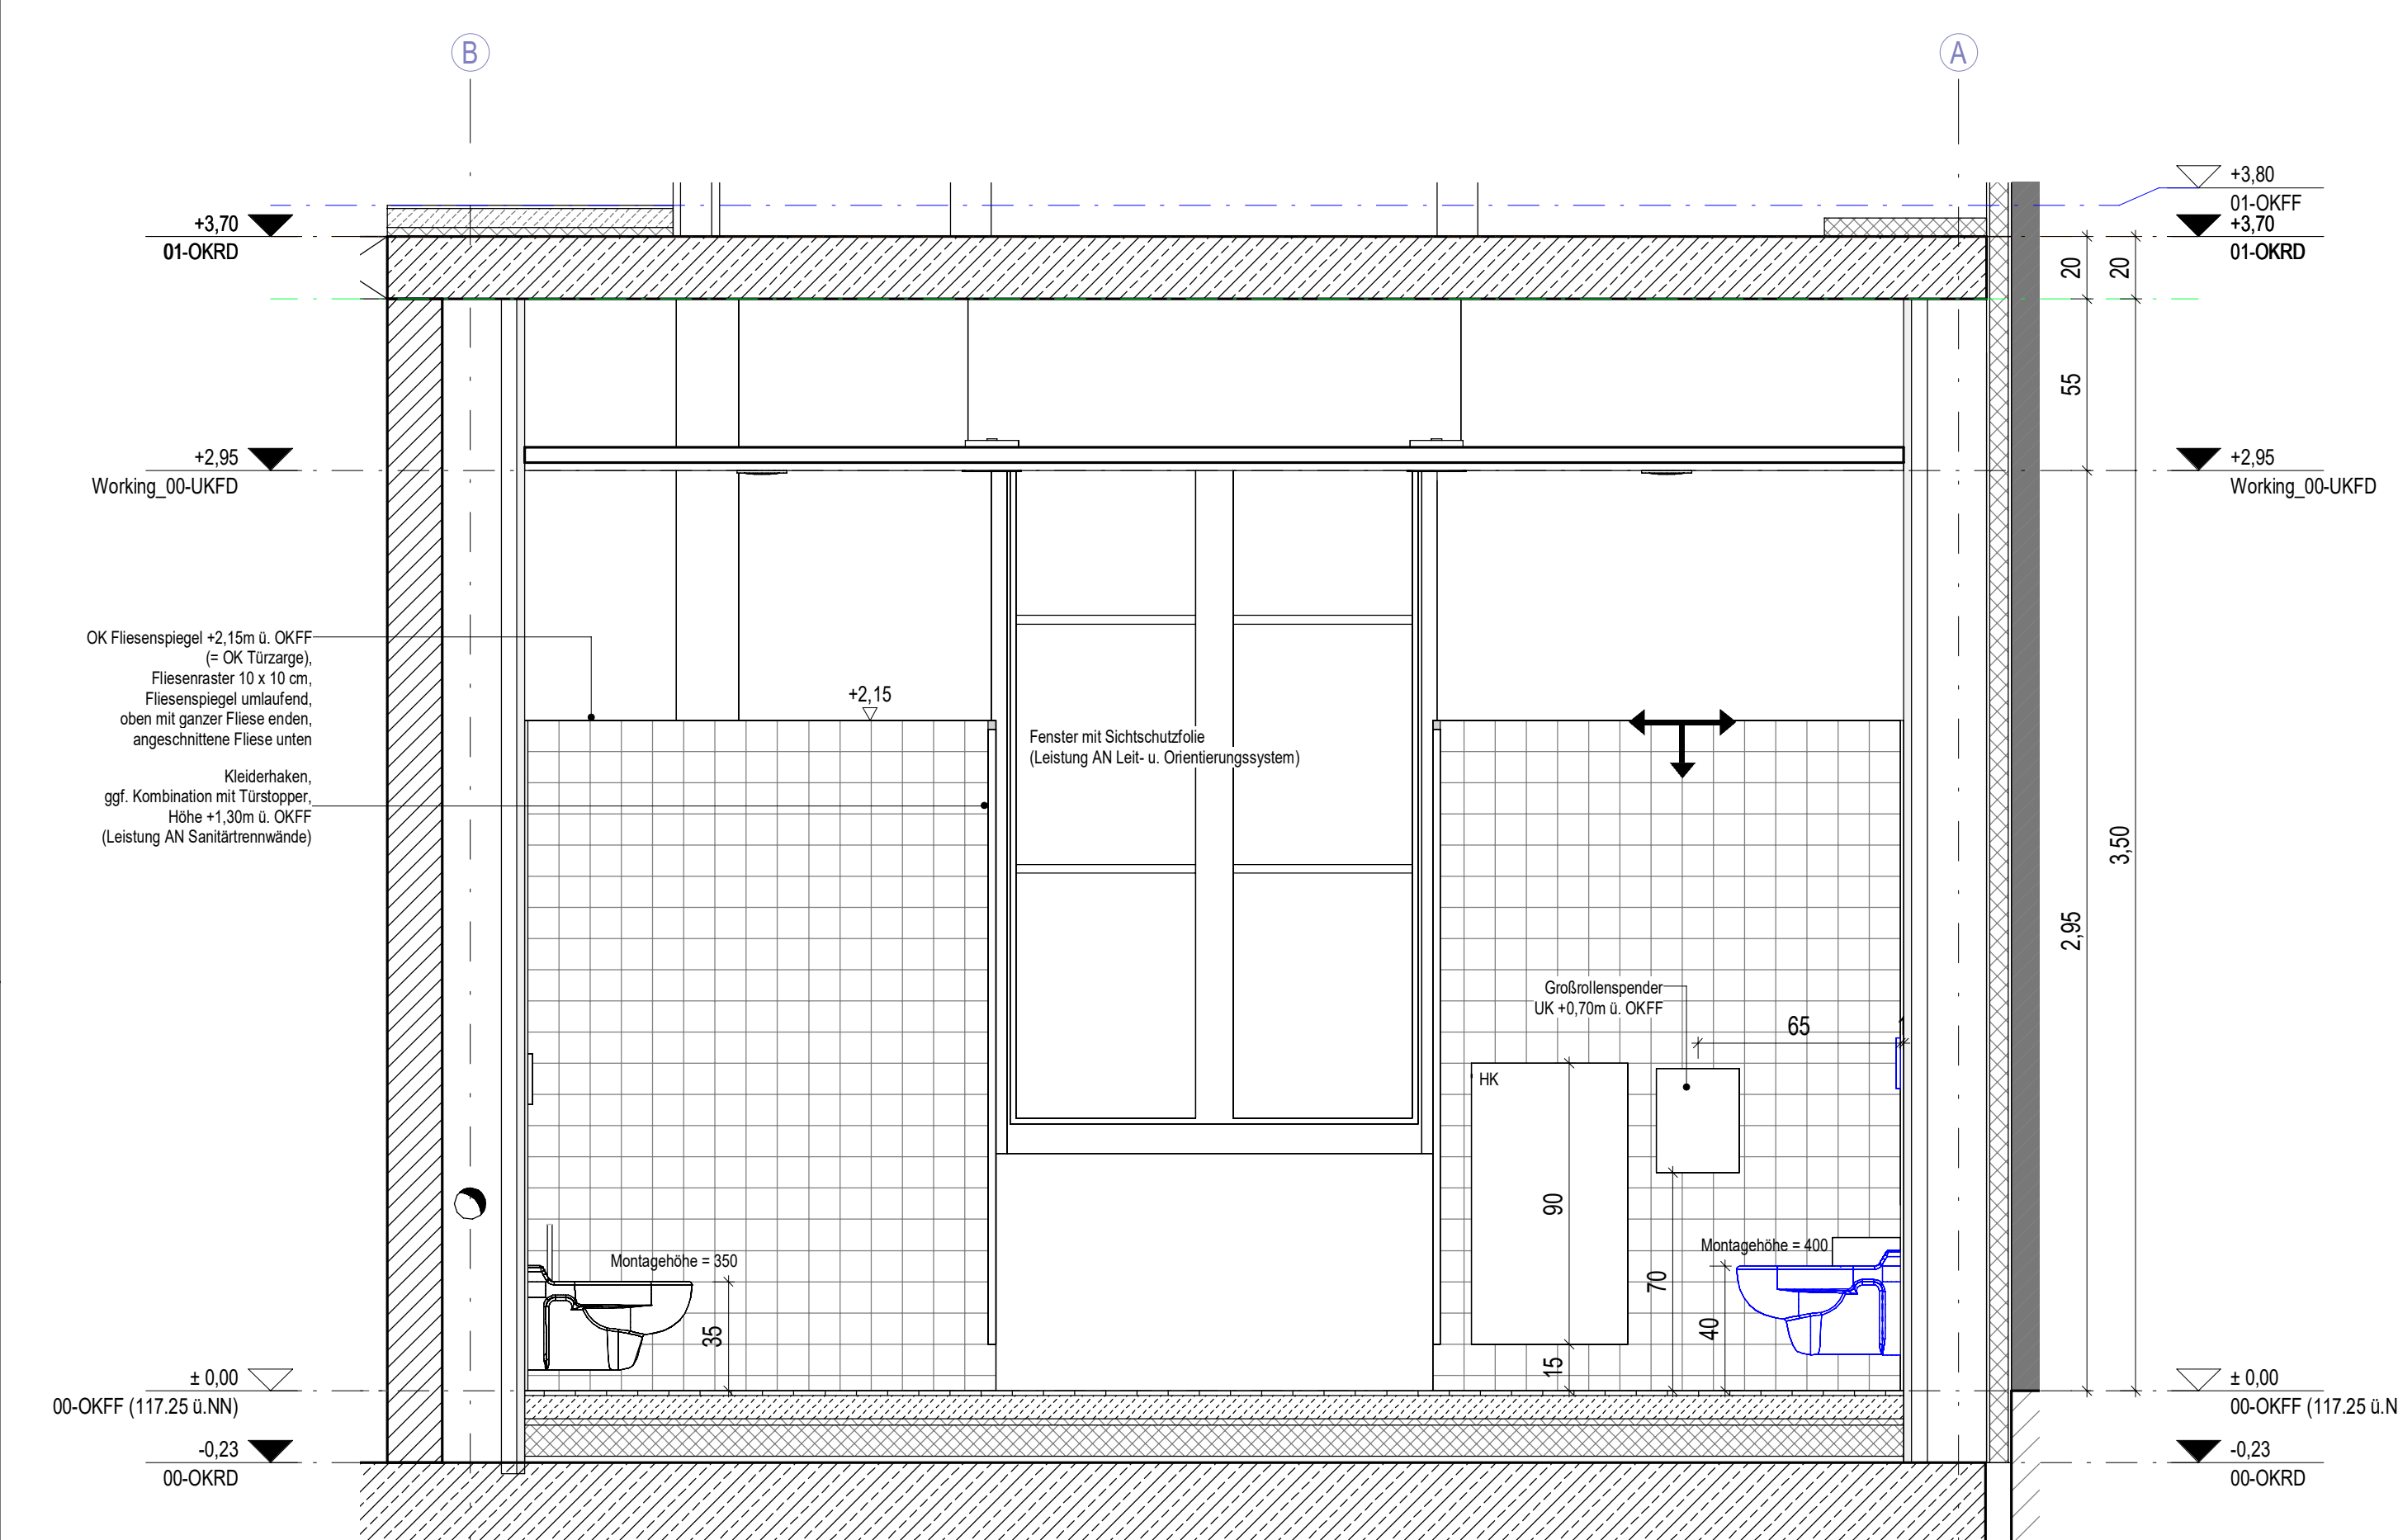 B
A
+3,80
01-OKFF
+3,70
01-OKRD
+3,70
01-OKRD
20
20
55
+2,95
Working_00-UKFD
+2,95
Working_00-UKFD
OK Fliesenspiegel +2,15m ü. OKFF
(= OK Türzarge),
Fliesenraster 10 x 10 cm,
Fliesenspiegel umlaufend,
oben mit ganzer Fliese enden,
angeschnittene Fliese unten
+2,15
Fenster mit Sichtschutzfolie
(Leistung AN Leit- u. Orientierungssystem)
Kleiderhaken,
ggf. Kombination mit Türstopper,
Höhe +1,30m ü. OKFF
(Leistung AN Sanitärtrennwände)
3,50
2,95
Großrollenspender
UK +0,70m ü. OKFF
65
HK
90
Montagehöhe = 350
Montagehöhe = 400
35
70
40
15
± 0,00
00-OKFF (117.25 ü.NN)
± 0,00
00-OKFF (117.25 ü.N
-0,23
00-OKRD
-0,23
00-OKRD